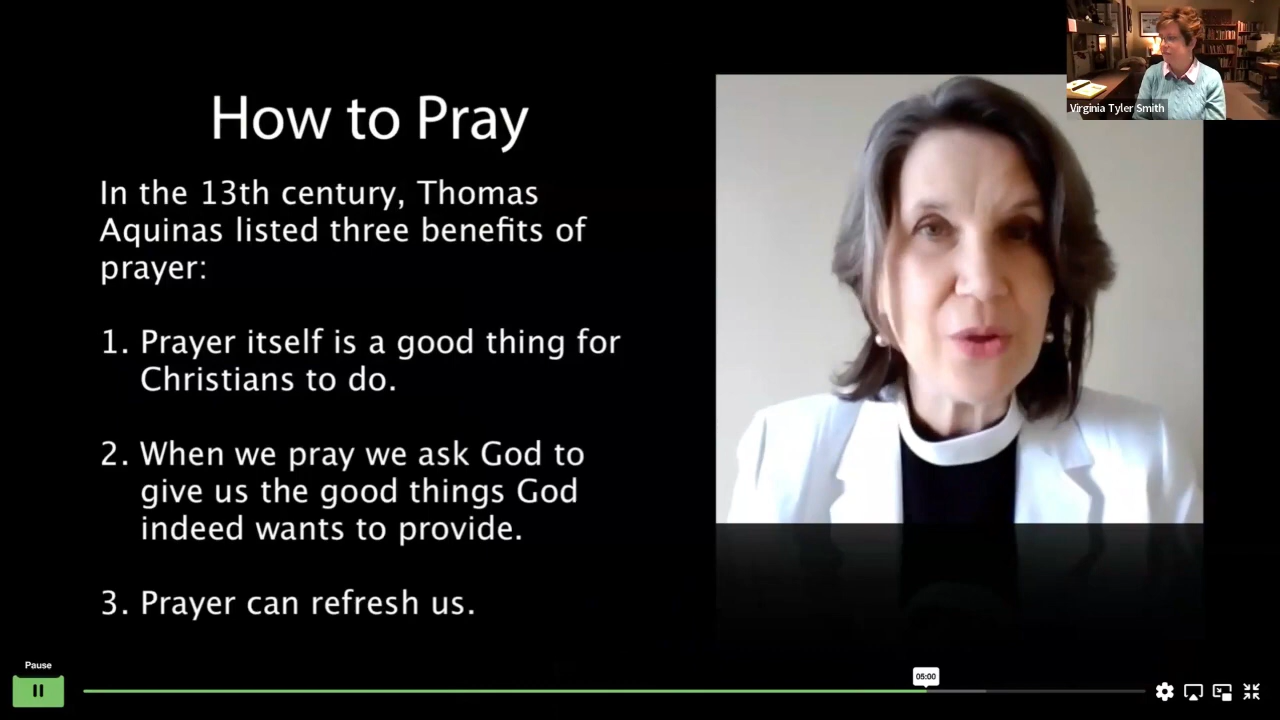 How to Pray
In the 13th century, Thomas
Aquinas listed three benefits of
prayer:
1. Prayer itself is a good thing for
Christians to do.
2. When we pray we ask God to
give us the good things God
indeed wants to provide.
3. Prayer can refresh us.
Virginia Tyler Smith
Pause
05:00